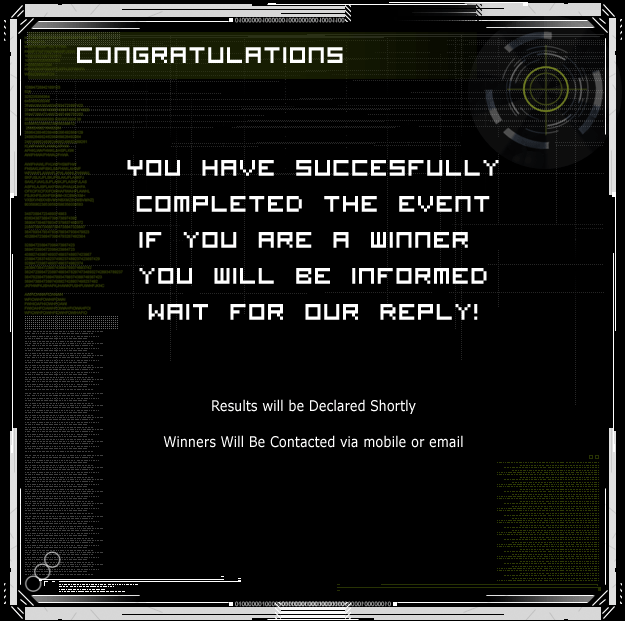 CONGRATULATIONS
YOU HAVE SUCCESFULLY
COMPLETED THE EVENT
IF YOU ARE A WINNER
YOU WILL BE INFORMED
WAIT FOR OUR REPLY!
Results will be Declared Shortly
Winners Will Be Contacted via mobile or email